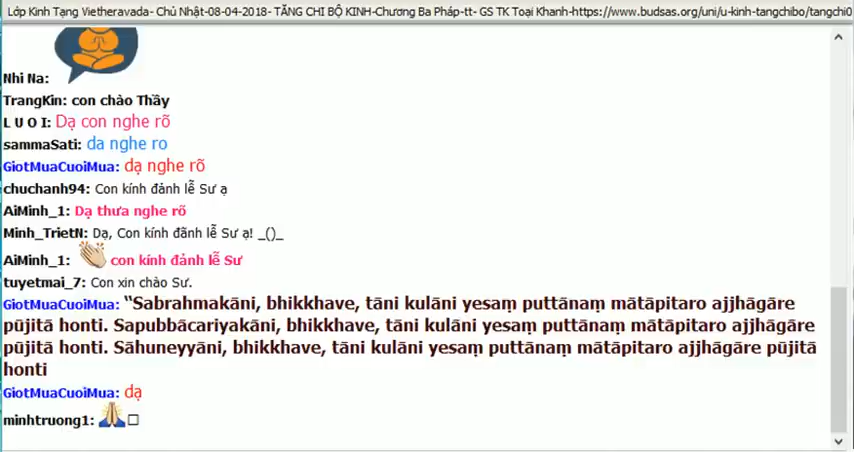 Lớp Kinh Tạng Vietheravada- Chủ Nhật-08-04-2018- TĂNG CHI BỘ KINH-Chương Ba Pháp-tt- GS TK Toại Khanh-https://www.budsas.org/uni/u-kinh-tangchibo/tangchi0
Nhi Na:
TrangKin: con chào Thầy
L U O I: Dạ con nghe rõ
sammaSati: da nghe ro
GiotMuaCuoiMua: dạ nghe rõ
chuchanh94: Con kính đảnh lễ Sư ạ
AiMinh_1: Dạ thưa nghe rõ
Minh_TrietN: Dạ, Con kính đãnh lễ Sư ạ! _()_
AiMinh_1: con kính đảnh lễ Sư
tuyetmai_7: Con xin chào Sư.
GiotMuaCuoiMua: “Sabrahmakāni, bhikkhave, tāni kulāni yesaṃ puttānaṃ mātāpitaro ajjhāgāre
pūjitā honti. Sapubbācariyakāni, bhikkhave, tāni kulāni yesaṃ puttānaṃ mātāpitaro ajjhāgāre
pūjitā honti. Sāhuneyyāni, bhikkhave, tāni kulāni yesaṃ puttānaṃ mātāpitaro ajjhāgāre pūjitā
honti
GiotMuaCuoiMua: dạ
minhtruong1: